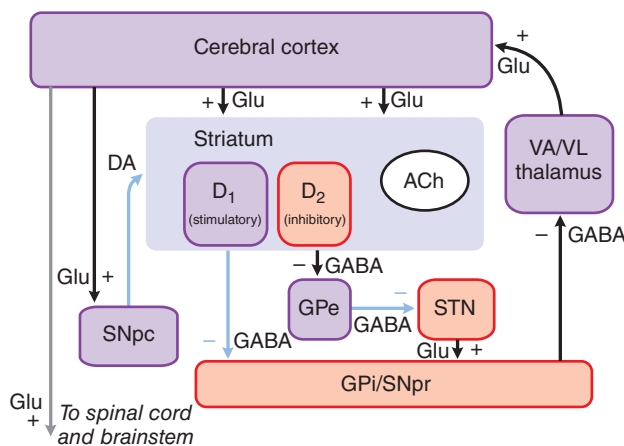 Cerebral cortex
+
Glu
+ Glu
+ Glu
Striatum
DA
D1
(stimulatory)
D2
(inhibitory)
ACh
VA/VL
thalamus
– GABA
– GABA
Glu +
SNpc
GPe
–
GABA
STN
– GABA
Glu +
GPi/SNpr
Glu
+
To spinal cord
and brainstem